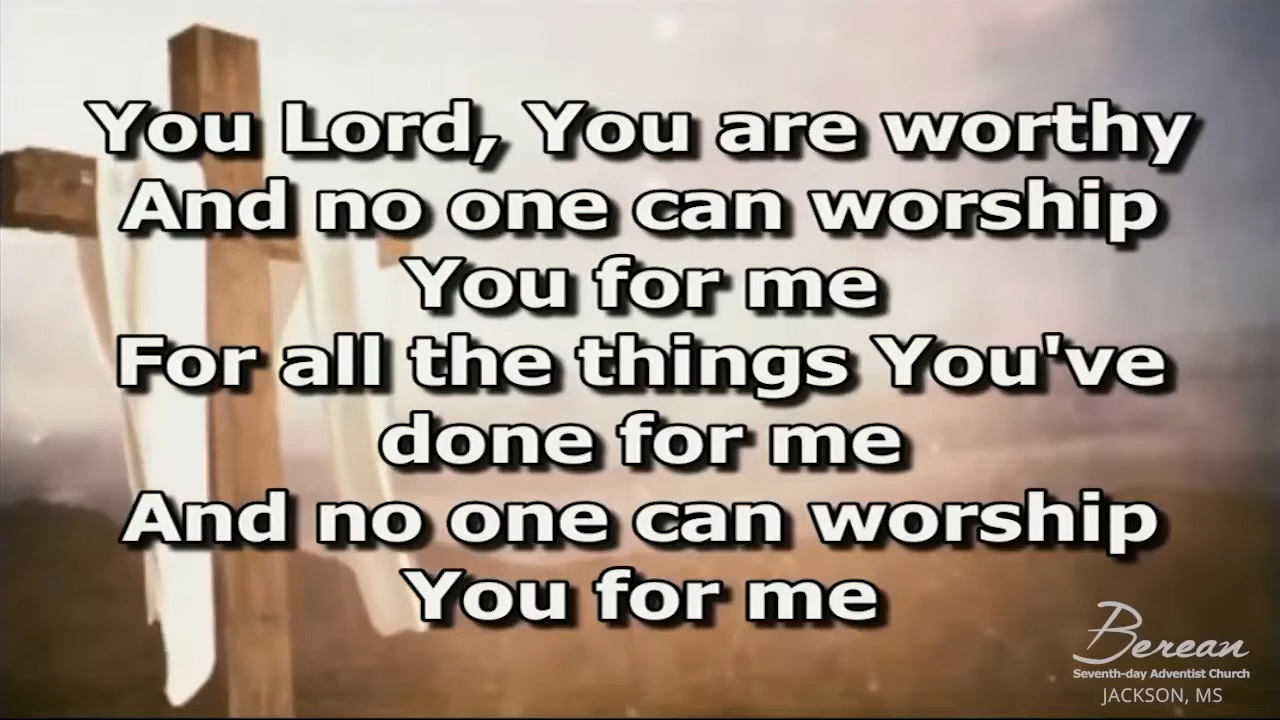 You Lord, You are worthy
And no one can worship
You for me
For all the things You've
done for me
And no one can worship
You for me
Berean
Seventh-day Adventist Church
JACKSON, MS